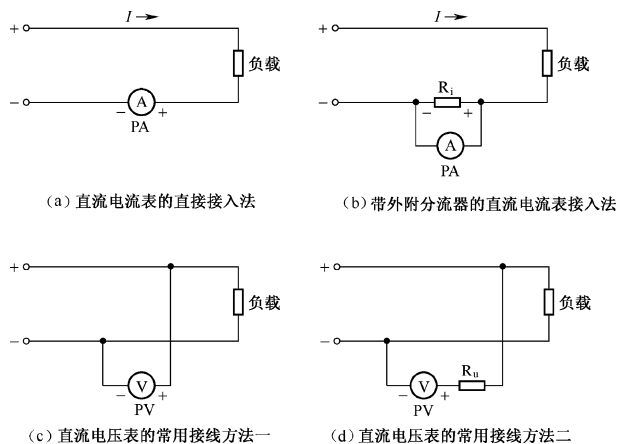 + I
负载
− A +
PA
(a) 直流电流表的直接接入法
+ I
负载
− Ri
− +
A
PA
(b) 带外附分流器的直流电流表接入法
+
负载
−
− V +
PV
(c) 直流电压表的常用接线方法一
+
负载
−
− V + Ru
PV
(d) 直流电压表的常用接线方法二